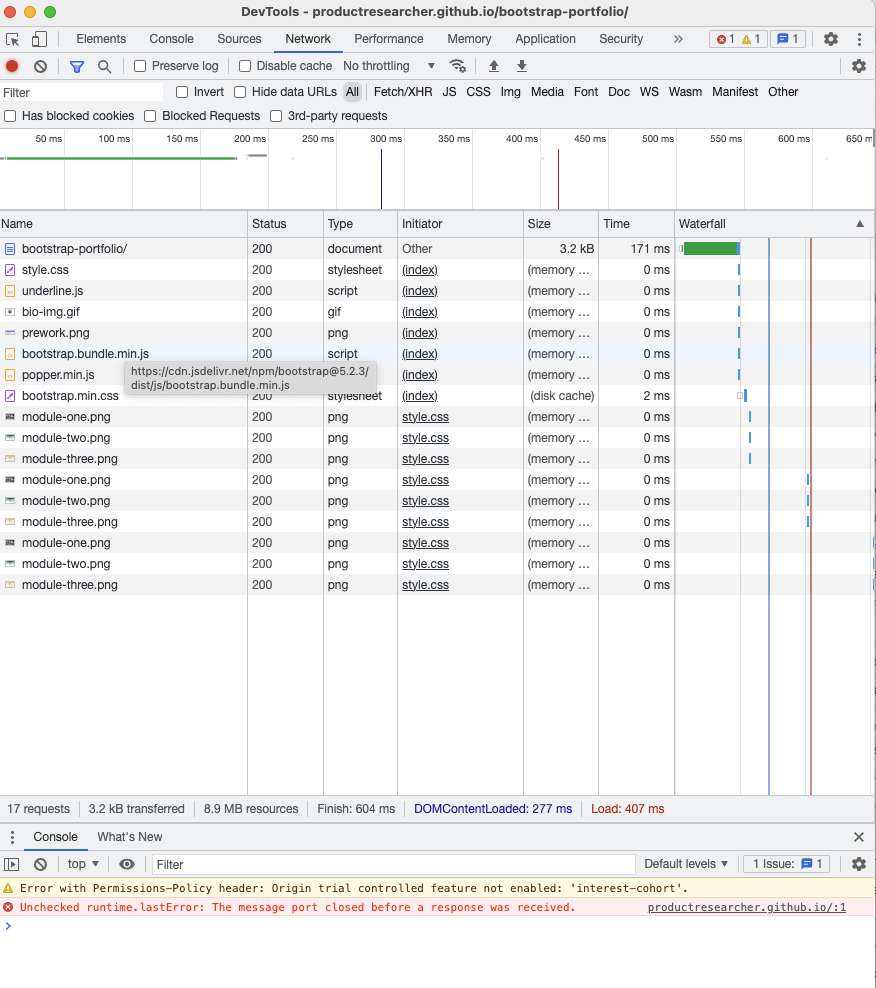 DevTools - productresearcher.github.io/bootstrap-portfolio/
Elements Console Sources Network Performance Memory Application Security » 1 1 1
Preserve log Disable cache No throttling
Filter Invert Hide data URLs All Fetch/XHR JS CSS Img Media Font Doc WS Wasm Manifest Other
Has blocked cookies Blocked Requests 3rd-party requests
50 ms 100 ms 150 ms 200 ms 250 ms 300 ms 350 ms 400 ms 450 ms 500 ms 550 ms 600 ms 650 m
Name Status Type Initiator Size Time Waterfall
bootstrap-portfolio/ 200 document Other 3.2 kB 171 ms
style.css 200 stylesheet (index) (memory ... 0 ms
underline.js 200 script (index) (memory ... 0 ms
bio-img.gif 200 gif (index) (memory ... 0 ms
prework.png 200 png (index) (memory ... 0 ms
bootstrap.bundle.min.js 200 script (index) (memory ... 0 ms
https://cdn.jsdelivr.net/npm/bootstrap@5.2.3/
dist/js/bootstrap.bundle.min.js
popper.min.js (index) (memory ... 0 ms
bootstrap.min.css 200 stylesheet (index) (disk cache) 2 ms
module-one.png 200 png style.css (memory ... 0 ms
module-two.png 200 png style.css (memory ... 0 ms
module-three.png 200 png style.css (memory ... 0 ms
module-one.png 200 png style.css (memory ... 0 ms
module-two.png 200 png style.css (memory ... 0 ms
module-three.png 200 png style.css (memory ... 0 ms
module-one.png 200 png style.css (memory ... 0 ms
module-two.png 200 png style.css (memory ... 0 ms
module-three.png 200 png style.css (memory ... 0 ms
17 requests 3.2 kB transferred 8.9 MB resources Finish: 604 ms DOMContentLoaded: 277 ms Load: 407 ms
Console What's New
top Filter Default levels 1 Issue: 1
Error with Permissions-Policy header: Origin trial controlled feature not enabled: 'interest-cohort'.
Unchecked runtime.lastError: The message port closed before a response was received. productresearcher.github.io/:1